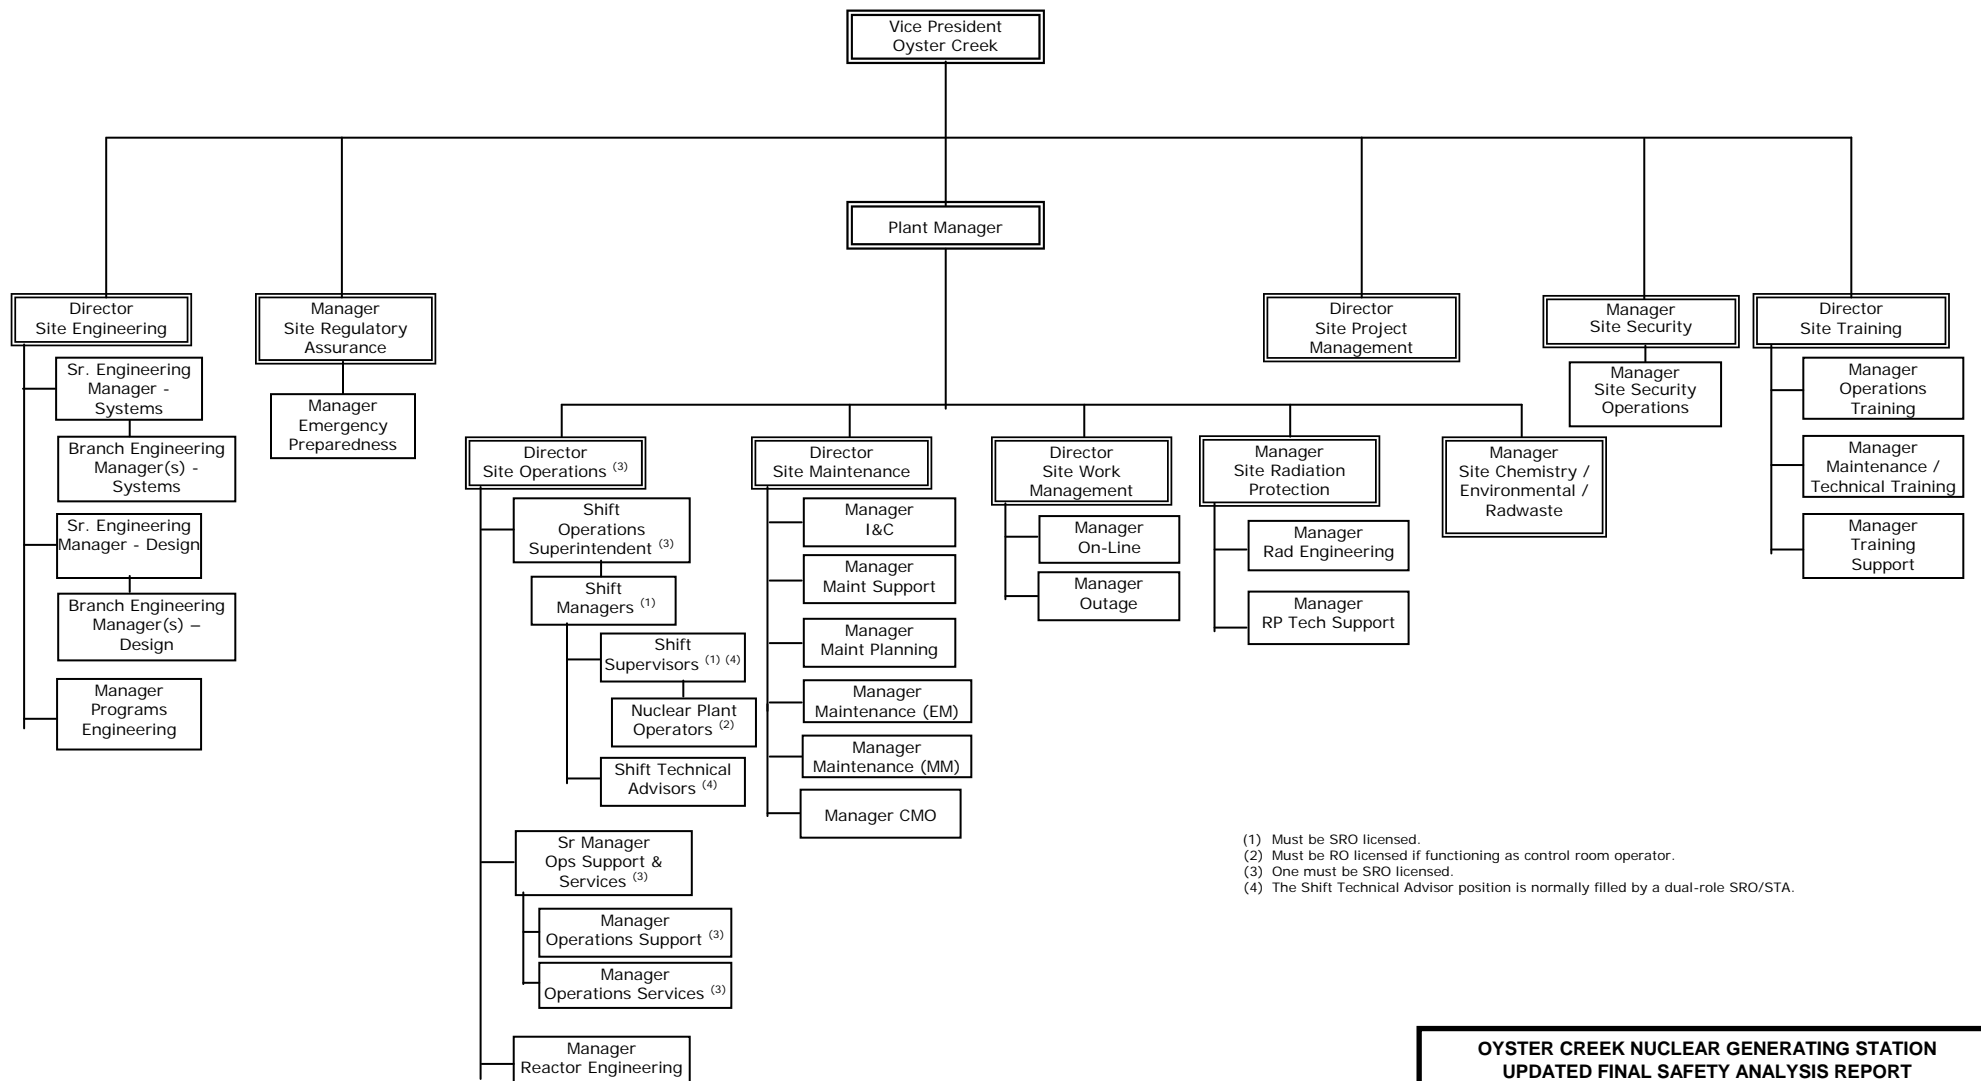 Vice President
Oyster Creek
Plant Manager
Director
Site Engineering
Sr. Engineering
Manager -
Systems
Branch Engineering
Manager(s) -
Systems
Sr. Engineering
Manager - Design
Branch Engineering
Manager(s) –
Design
Manager
Programs
Engineering
Manager
Site Regulatory
Assurance
Manager
Emergency
Preparedness
Director
Site Operations (3)
Shift
Operations
Superintendent (3)
Shift
Managers (1)
Shift
Supervisors (1) (4)
Nuclear Plant
Operators (2)
Shift Technical
Advisors (4)
Sr Manager
Ops Support &
Services (3)
Manager
Operations Support (3)
Manager
Operations Services (3)
Manager
Reactor Engineering
Director
Site Maintenance
Manager
I&C
Manager
Maint Support
Manager
Maint Planning
Manager
Maintenance (EM)
Manager
Maintenance (MM)
Manager CMO
Director
Site Work
Management
Manager
On-Line
Manager
Outage
Manager
Site Radiation
Protection
Manager
Rad Engineering
Manager
RP Tech Support
Manager
Site Chemistry /
Environmental /
Radwaste
Director
Site Project
Management
Manager
Site Security
Manager
Site Security
Operations
Director
Site Training
Manager
Operations
Training
Manager
Maintenance /
Technical Training
Manager
Training
Support
(1) Must be SRO licensed.
(2) Must be RO licensed if functioning as control room operator.
(3) One must be SRO licensed.
(4) The Shift Technical Advisor position is normally filled by a dual-role SRO/STA.
OYSTER CREEK NUCLEAR GENERATING STATION
UPDATED FINAL SAFETY ANALYSIS REPORT